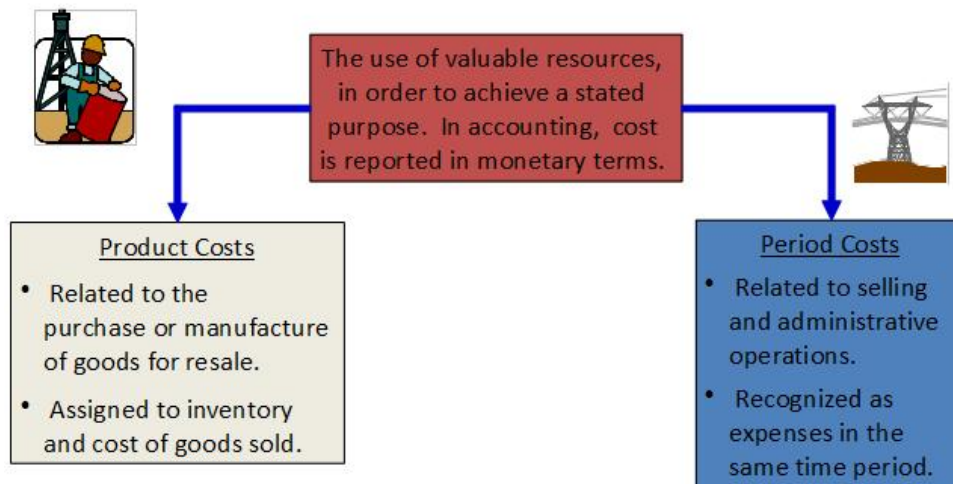 The use of valuable resources,
in order to achieve a stated
purpose. In accounting, cost
is reported in monetary terms.
Product Costs
• Related to the
purchase or manufacture
of goods for resale.
• Assigned to inventory
and cost of goods sold.
Period Costs
• Related to selling
and administrative
operations.
• Recognized as
expenses in the
same time period.